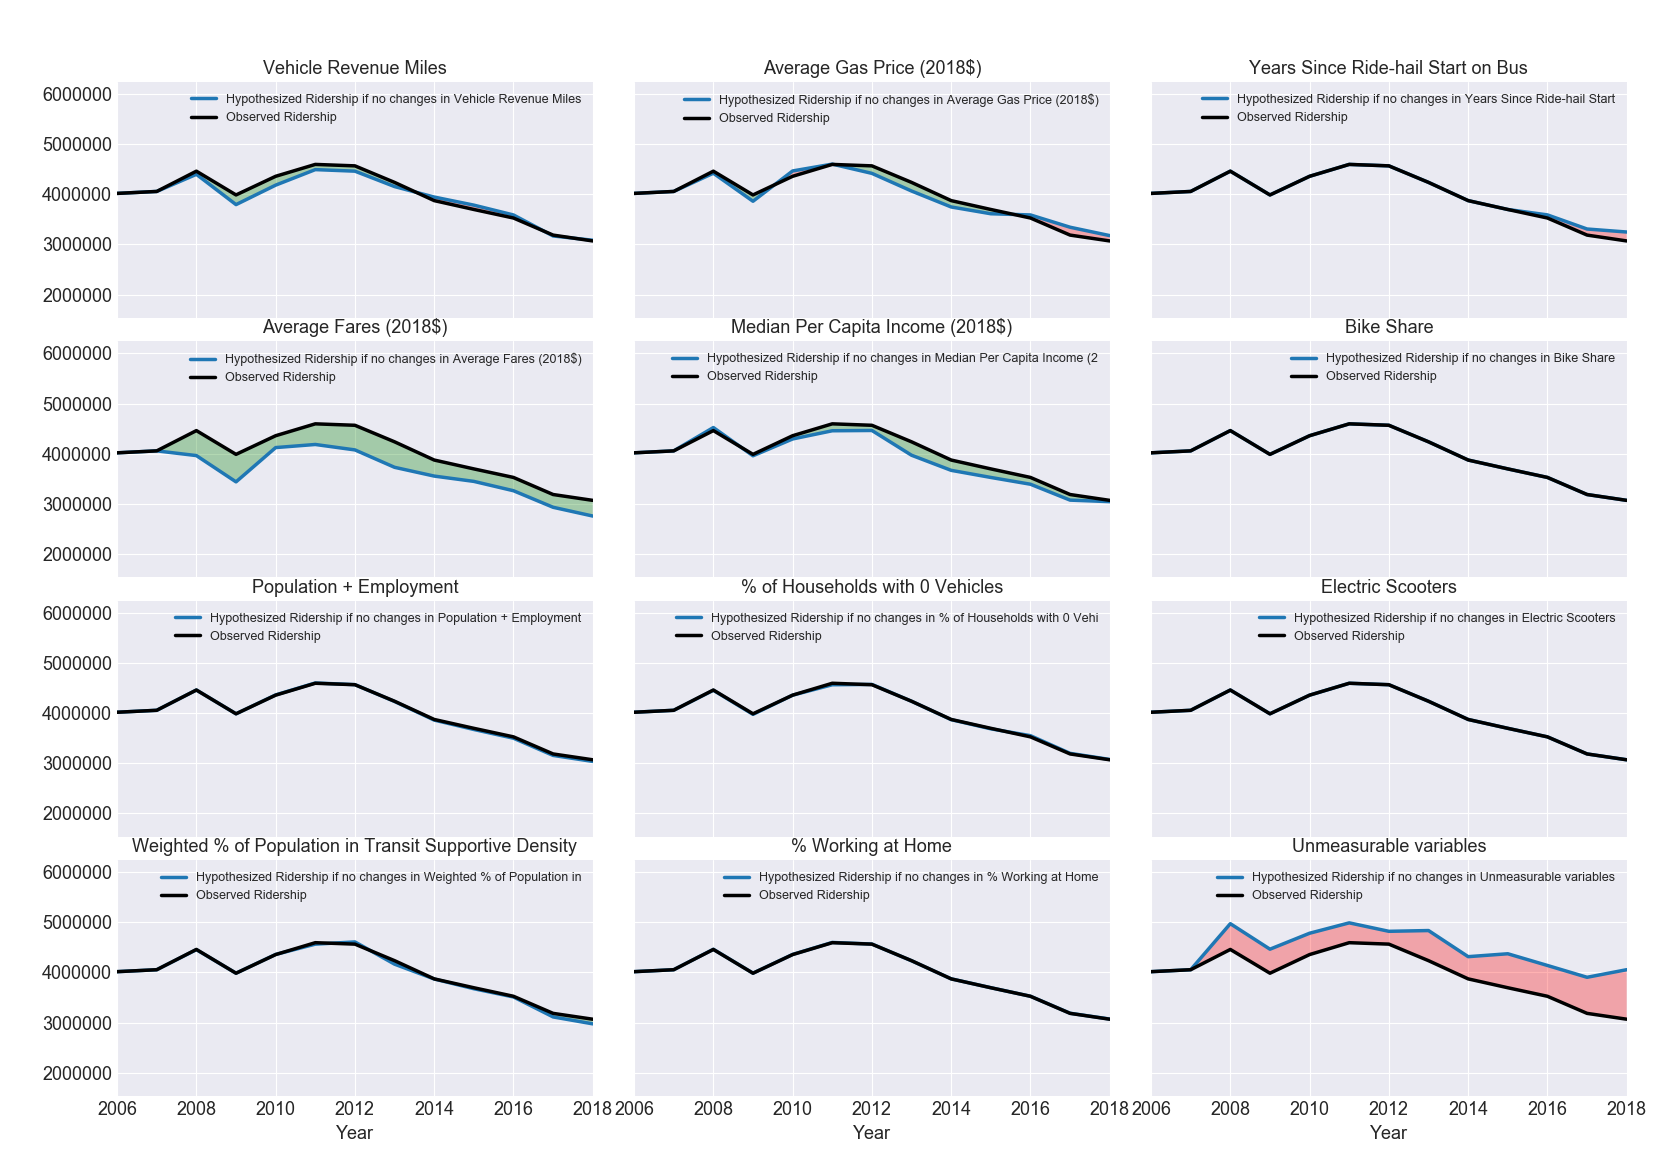 Vehicle Revenue Miles
Average Gas Price (2018$)
Years Since Ride-hail Start on Bus
6000000
5000000
4000000
3000000
2000000
Hypothesized Ridership if no changes in Vehicle Revenue Miles
Observed Ridership
Hypothesized Ridership if no changes in Average Gas Price (2018$)
Observed Ridership
Hypothesized Ridership if no changes in Years Since Ride-hail Start
Observed Ridership
Average Fares (2018$)
Median Per Capita Income (2018$)
Bike Share
6000000
5000000
4000000
3000000
2000000
Hypothesized Ridership if no changes in Average Fares (2018$)
Observed Ridership
Hypothesized Ridership if no changes in Median Per Capita Income (2
Observed Ridership
Hypothesized Ridership if no changes in Bike Share
Observed Ridership
Population + Employment
% of Households with 0 Vehicles
Electric Scooters
6000000
5000000
4000000
3000000
2000000
Hypothesized Ridership if no changes in Population + Employment
Observed Ridership
Hypothesized Ridership if no changes in % of Households with 0 Vehi
Observed Ridership
Hypothesized Ridership if no changes in Electric Scooters
Observed Ridership
Weighted % of Population in Transit Supportive Density
% Working at Home
Unmeasurable variables
6000000
5000000
4000000
3000000
2000000
Hypothesized Ridership if no changes in Weighted % of Population in
Observed Ridership
Hypothesized Ridership if no changes in % Working at Home
Observed Ridership
Hypothesized Ridership if no changes in Unmeasurable variables
Observed Ridership
2006 2008 2010 2012 2014 2016 2018
2006 2008 2010 2012 2014 2016 2018
2006 2008 2010 2012 2014 2016 2018
Year
Year
Year